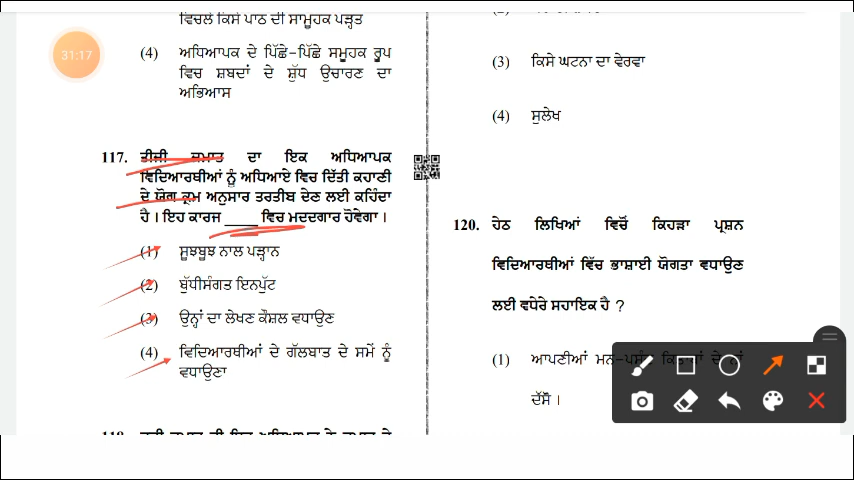 ਵਿਚਲੇ ਕਿਸੇ ਪਾਠ ਦੀ ਸਾਮੂਹਕ ਪੜ੍ਹਤ
31:17
(4) ਅਧਿਆਪਕ ਦੇ ਪਿੱਛੇ-ਪਿੱਛੇ ਸਮੂਹਕ ਰੂਪ
ਵਿਚ ਸ਼ਬਦਾਂ ਦੇ ਸ਼ੁੱਧ ਉਚਾਰਣ ਦਾ
ਅਭਿਆਸ
117. ਤੀਜੀ ਜਮਾਤ ਦਾ ਇਕ ਅਧਿਆਪਕ
ਵਿਦਿਆਰਥੀਆਂ ਨੂੰ ਅਧਿਆਏ ਵਿਚ ਦਿੱਤੀ ਕਹਾਣੀ
ਦੇ ਯੋਗ ਕ੍ਰਮ ਅਨੁਸਾਰ ਤਰਤੀਬ ਦੇਣ ਲਈ ਕਹਿੰਦਾ
ਹੈ । ਇਹ ਕਾਰਜ ____ ਵਿਚ ਮਦਦਗਾਰ ਹੋਵੇਗਾ ।
(1) ਸੂਝਬੂਝ ਨਾਲ ਪੜ੍ਹਾਨ
(2) ਬੁੱਧੀਸੰਗਤ ਇਨਪੁੱਟ
(3) ਉਨ੍ਹਾਂ ਦਾ ਲੇਖਣ ਕੌਸ਼ਲ ਵਧਾਉਣ
(4) ਵਿਦਿਆਰਥੀਆਂ ਦੇ ਗੱਲਬਾਤ ਦੇ ਸਮੇਂ ਨੂੰ
ਵਧਾਉਣਾ
(3) ਕਿਸੇ ਘਟਨਾ ਦਾ ਵੇਰਵਾ
(4) ਸੁਲੇਖ
120. ਹੇਠ ਲਿਖਿਆਂ ਵਿਚੋਂ ਕਿਹੜਾ ਪ੍ਰਸ਼ਨ
ਵਿਦਿਆਰਥੀਆਂ ਵਿੱਚ ਭਾਸ਼ਾਈ ਯੋਗਤਾ ਵਧਾਉਣ
ਲਈ ਵਧੇਰੇ ਸਹਾਇਕ ਹੈ ?
(1) ਆਪਣੀਆਂ ਮਨ-ਪਸੰਦ
ਦੱਸੋ ।